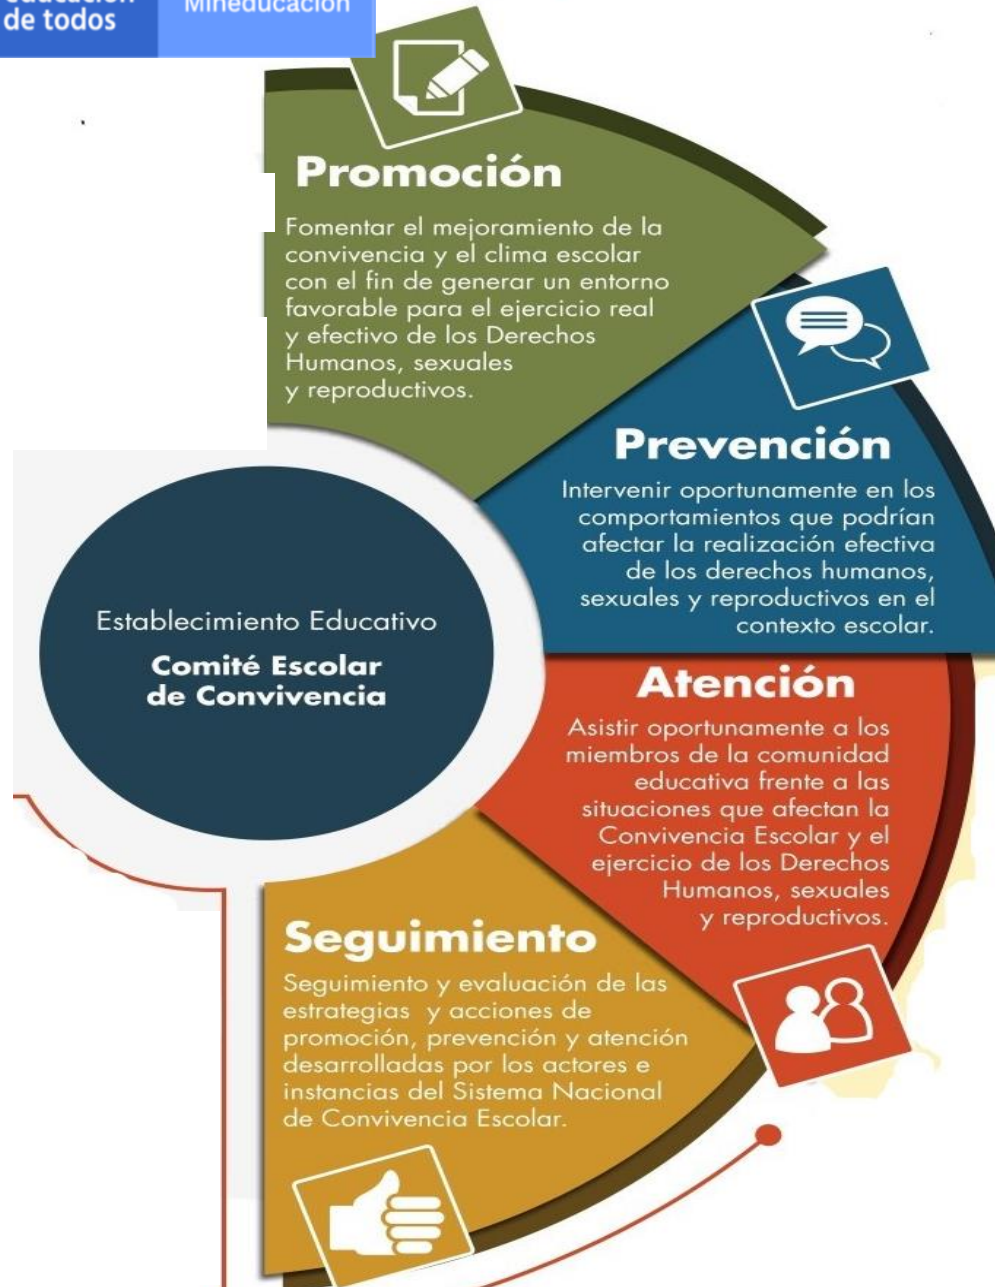 de todos
Mineducación
Promoción
Fomentar el mejoramiento de la
convivencia y el clima escolar
con el fin de generar un entorno
favorable para el ejercicio real
y efectivo de los Derechos
Humanos, sexuales
y reproductivos.
Prevención
Intervenir oportunamente en los
comportamientos que podrían
afectar la realización efectiva
de los derechos humanos,
sexuales y reproductivos en el
contexto escolar.
Establecimiento Educativo
Comité Escolar
de Convivencia
Atención
Asistir oportunamente a los
miembros de la comunidad
educativa frente a las
situaciones que afectan la
Convivencia Escolar y el
ejercicio de los Derechos
Humanos, sexuales
y reproductivos.
Seguimiento
Seguimiento y evaluación de las
estrategias y acciones de
promoción, prevención y atención
desarrolladas por los actores e
instancias del Sistema Nacional
de Convivencia Escolar.